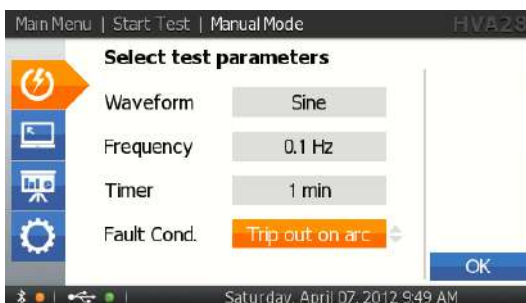 Main Menu | Start Test | Manual Mode HVA28
Select test parameters
Waveform Sine
Frequency 0.1 Hz
Timer 1 min
Fault Cond. Trip out on arc
OK
Saturday, April 07, 2012 9:49 AM